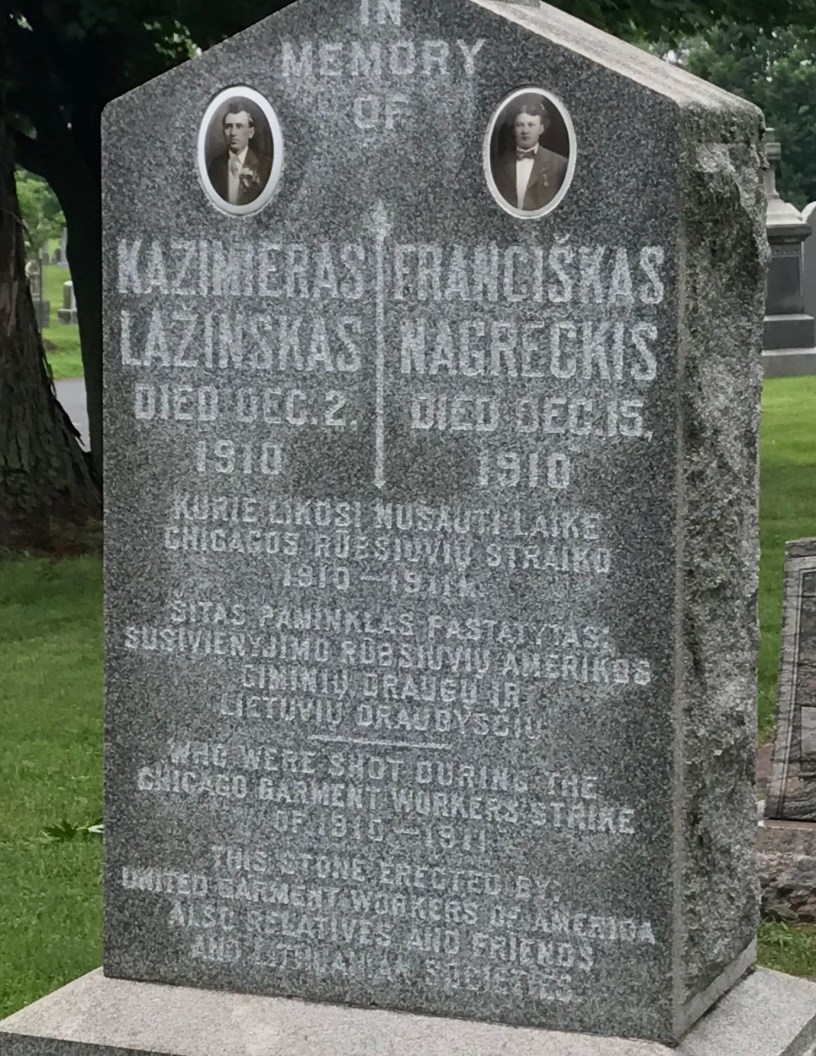 IN
MEMORY
OF
KAZIMIERAS
LAŽINSKAS
DIED DEC. 2.
1910
FRANCIŠKAS
NAGRECKIS
DIED DEC. 15,
1910
KURIE LIKOSI NUSAUTI LAIKE
CHICAGOS RŪBSIUVIŲ STRAIKO
1910—1911M.
ŠITAS PAMINKLAS PASTATYTAS:
SUSIVIENYJIMO RŪBSIUVIŲ AMERIKOS
GIMINIŲ DRAUGŲ IR
LIETUVIŲ DRAUGYSČIŲ
WHO WERE SHOT DURING THE
CHICAGO GARMENT WORKERS STRIKE
OF 1910—1911
THIS STONE ERECTED BY:
UNITED GARMENT WORKERS OF AMERICA
ALSO RELATIVES AND FRIENDS
AND LITHUANIAN SOCIETIES.